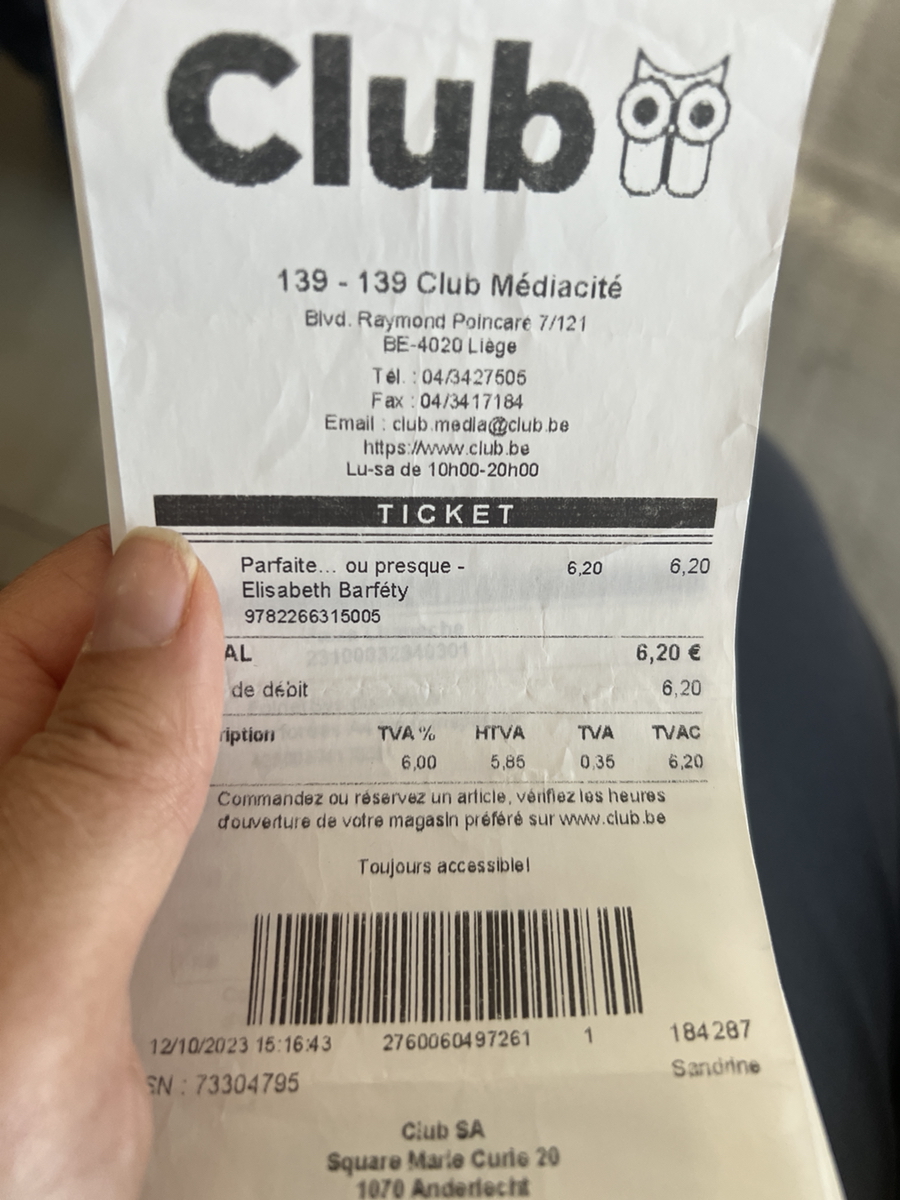 Club
139 - 139 Club Médiacité
Blvd. Raymond Poincaré 7/121
BE-4020 Liège
Tél. : 04/3427505
Fax : 04/3417184
Email : club.media@club.be
https://www.club.be
Lu-sa de 10h00-20h00
TICKET
Parfaite... ou presque - 6,20 6,20
Elisabeth Barféty
9782266315005
AL 6,20 €
de débit 6,20
ription TVA % HTVA TVA TVAC
6,00 5,85 0,35 6,20
Commandez ou réservez un article, vérifiez les heures
d'ouverture de votre magasin préféré sur www.club.be
Toujours accessible!
12/10/2023 15:16:43 2760060497261 1 184287
Sandrine
SN : 73304795
Club SA
Square Marie Curie 20
1070 Anderlecht